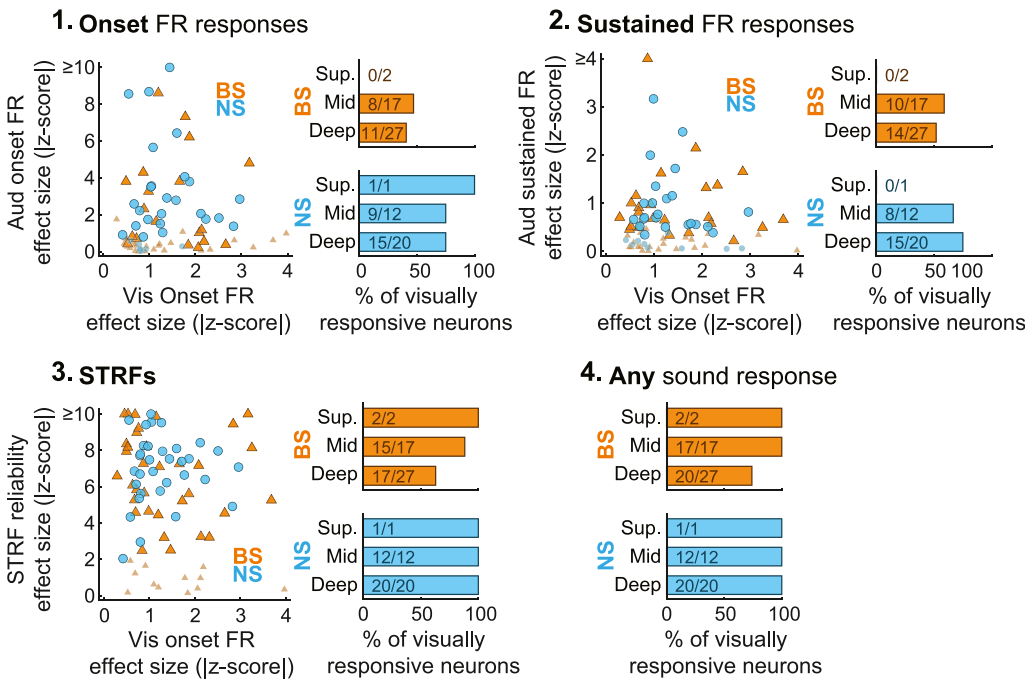 1. Onset FR responses
Aud onset FR
effect size (|z-score|)
≥10
8
6
4
2
0
0 1 2 3 4
Vis Onset FR
effect size (|z-score|)
BS
NS
BS
Sup. 0/2
Mid 8/17
Deep 11/27
NS
Sup. 1/1
Mid 9/12
Deep 15/20
0 50 100
% of visually
responsive neurons
2. Sustained FR responses
Aud sustained FR
effect size (|z-score|)
≥4
3
2
1
0
0 1 2 3 4
Vis Onset FR
effect size (|z-score|)
BS
NS
BS
Sup. 0/2
Mid 10/17
Deep 14/27
NS
Sup. 0/1
Mid 8/12
Deep 15/20
0 50 100
% of visually
responsive neurons
3. STRFs
STRF reliability
effect size (|z-score|)
≥10
8
6
4
2
0
0 1 2 3 4
Vis onset FR
effect size (|z-score|)
BS
NS
BS
Sup. 2/2
Mid 15/17
Deep 17/27
NS
Sup. 1/1
Mid 12/12
Deep 20/20
0 50 100
% of visually
responsive neurons
4. Any sound response
BS
Sup. 2/2
Mid 17/17
Deep 20/27
NS
Sup. 1/1
Mid 12/12
Deep 20/20
0 50 100
% of visually
responsive neurons